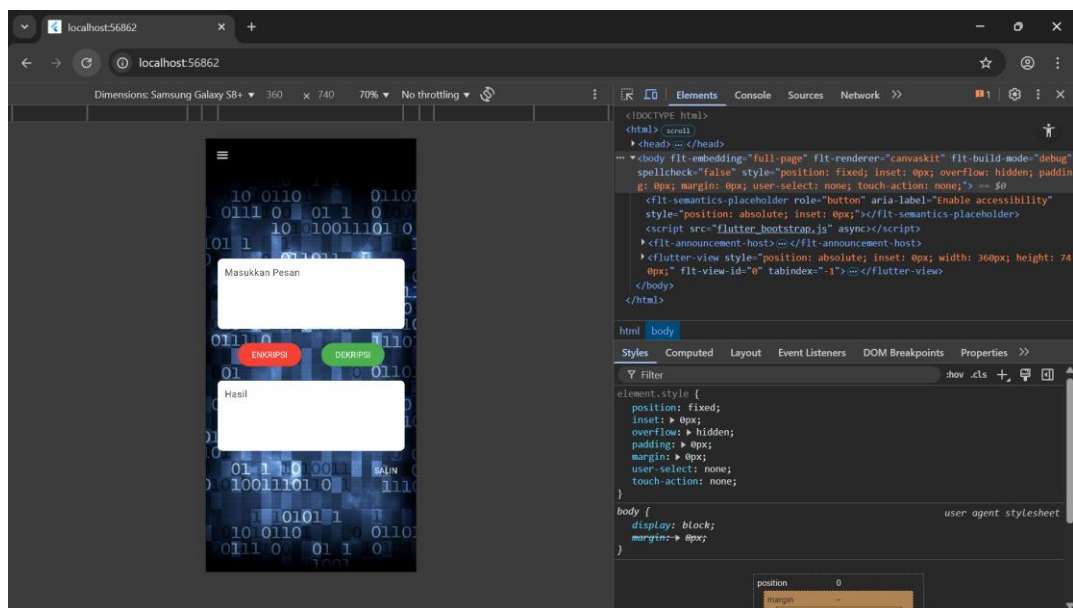 localhost:56862
localhost:56862
Dimensions: Samsung Galaxy S8+ ▼ 360 x 740 70% ▼ No throttling ▼
Masukkan Pesan
ENKRIPSI DEKRIPSI
Hasil
SALIN
Elements Console Sources Network >> 1
<!DOCTYPE html>
<html> scroll
▶ <head> … </head>
… ▼ <body flt-embedding="full-page" flt-renderer="canvaskit" flt-build-mode="debug"
spellcheck="false" style="position: fixed; inset: 0px; overflow: hidden; paddin
g: 0px; margin: 0px; user-select: none; touch-action: none;"> == $0
<flt-semantics-placeholder role="button" aria-label="Enable accessibility"
style="position: absolute; inset: 0px;"></flt-semantics-placeholder>
<script src="flutter_bootstrap.js" async></script>
▶ <flt-announcement-host> … </flt-announcement-host>
▶ <flutter-view style="position: absolute; inset: 0px; width: 360px; height: 74
0px;" flt-view-id="0" tabindex="-1"> … </flutter-view>
</body>
</html>
html body
Styles Computed Layout Event Listeners DOM Breakpoints Properties >>
Filter :hov .cls +
element.style {
position: fixed;
inset: ▶ 0px;
overflow: ▶ hidden;
padding: ▶ 0px;
margin: ▶ 0px;
user-select: none;
touch-action: none;
}
body { user agent stylesheet
display: block;
margin: ▶ 8px;
}
position 0
margin -